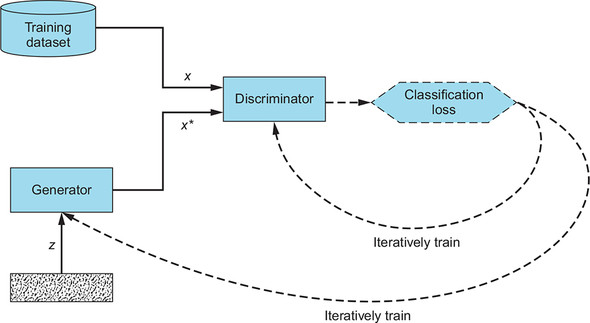 Training
dataset
x
Discriminator
Classification
loss
x*
Generator
Iteratively train
z
Iteratively train